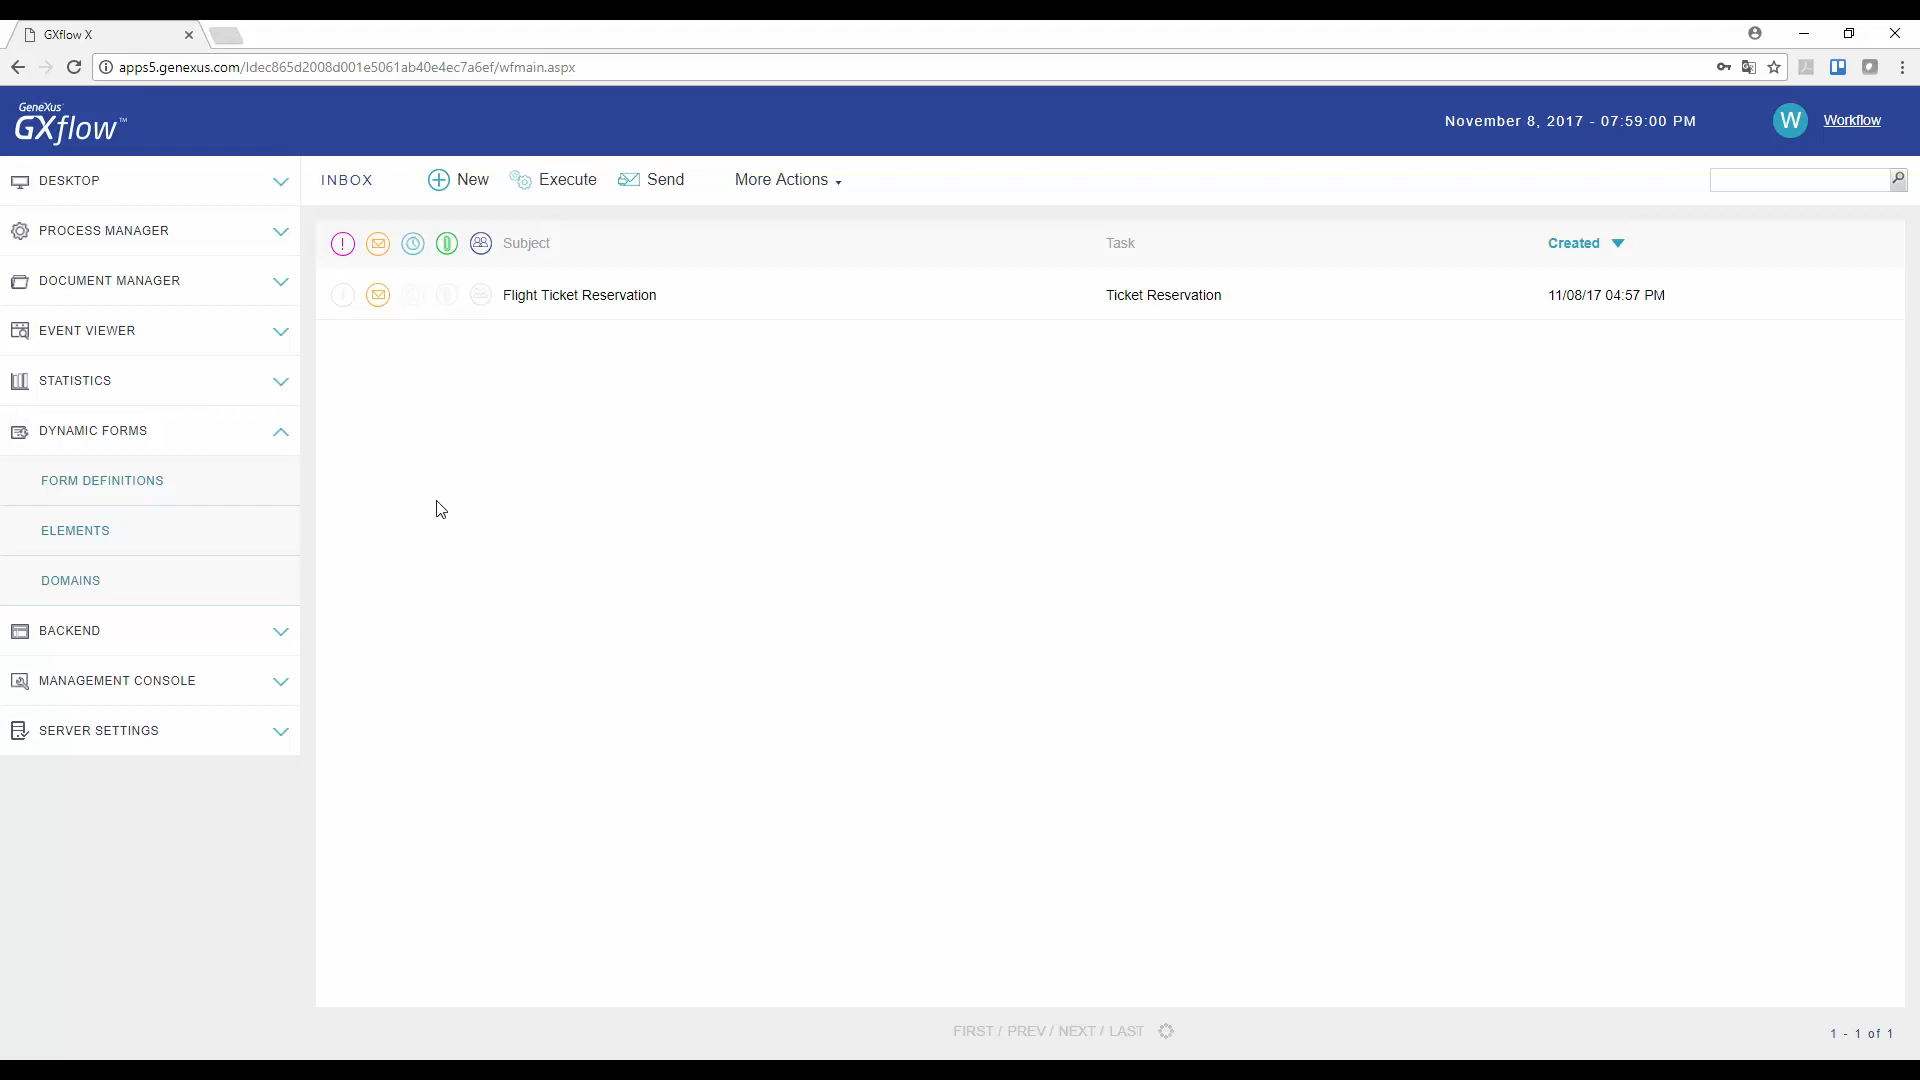 GXflow X
apps5.genexus.com/Idec865d2008d001e5061ab40e4ec7a6ef/wfmain.aspx
GeneXus
GXflow™
November 8, 2017 - 07:59:00 PM
W
Workflow
DESKTOP
PROCESS MANAGER
DOCUMENT MANAGER
EVENT VIEWER
STATISTICS
DYNAMIC FORMS
FORM DEFINITIONS
ELEMENTS
DOMAINS
BACKEND
MANAGEMENT CONSOLE
SERVER SETTINGS
INBOX New Execute Send More Actions
Subject Task Created
Flight Ticket Reservation Ticket Reservation 11/08/17 04:57 PM
FIRST / PREV / NEXT / LAST
1 - 1 of 1